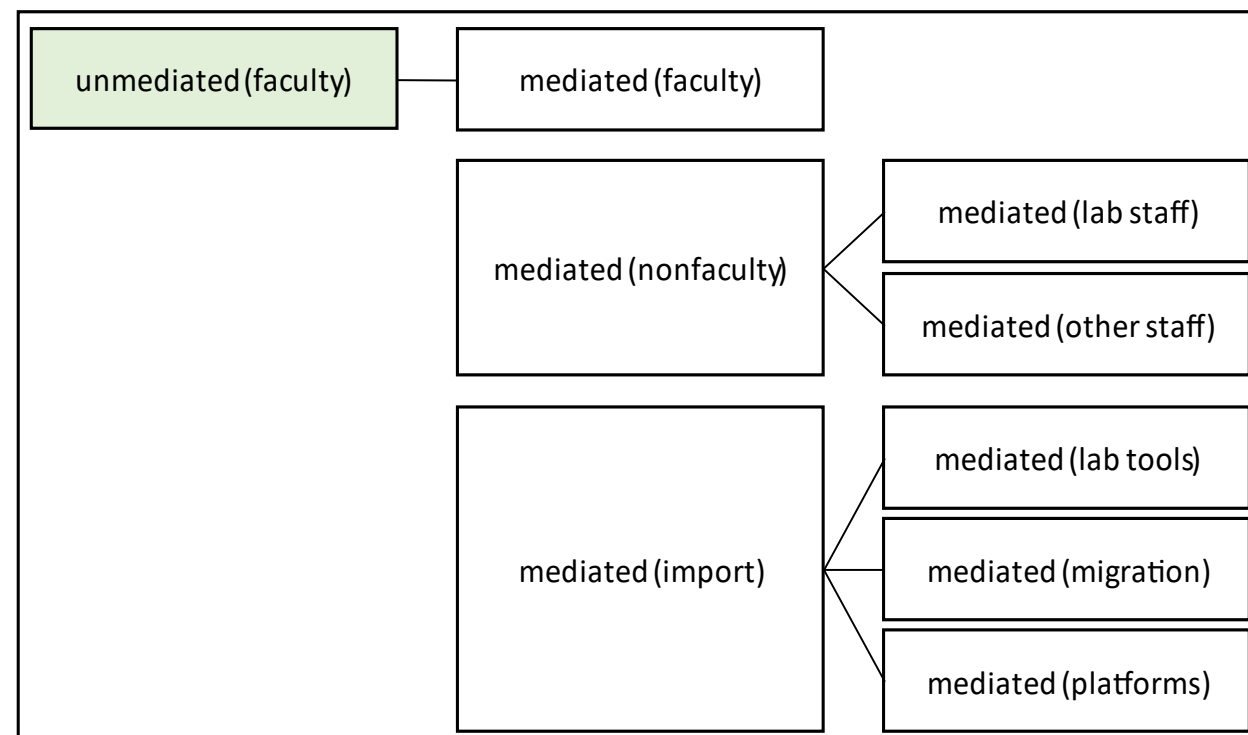 unmediated (faculty)
mediated (faculty)
mediated (nonfaculty)
mediated (lab staff)
mediated (other staff)
mediated (import)
mediated (lab tools)
mediated (migration)
mediated (platforms)